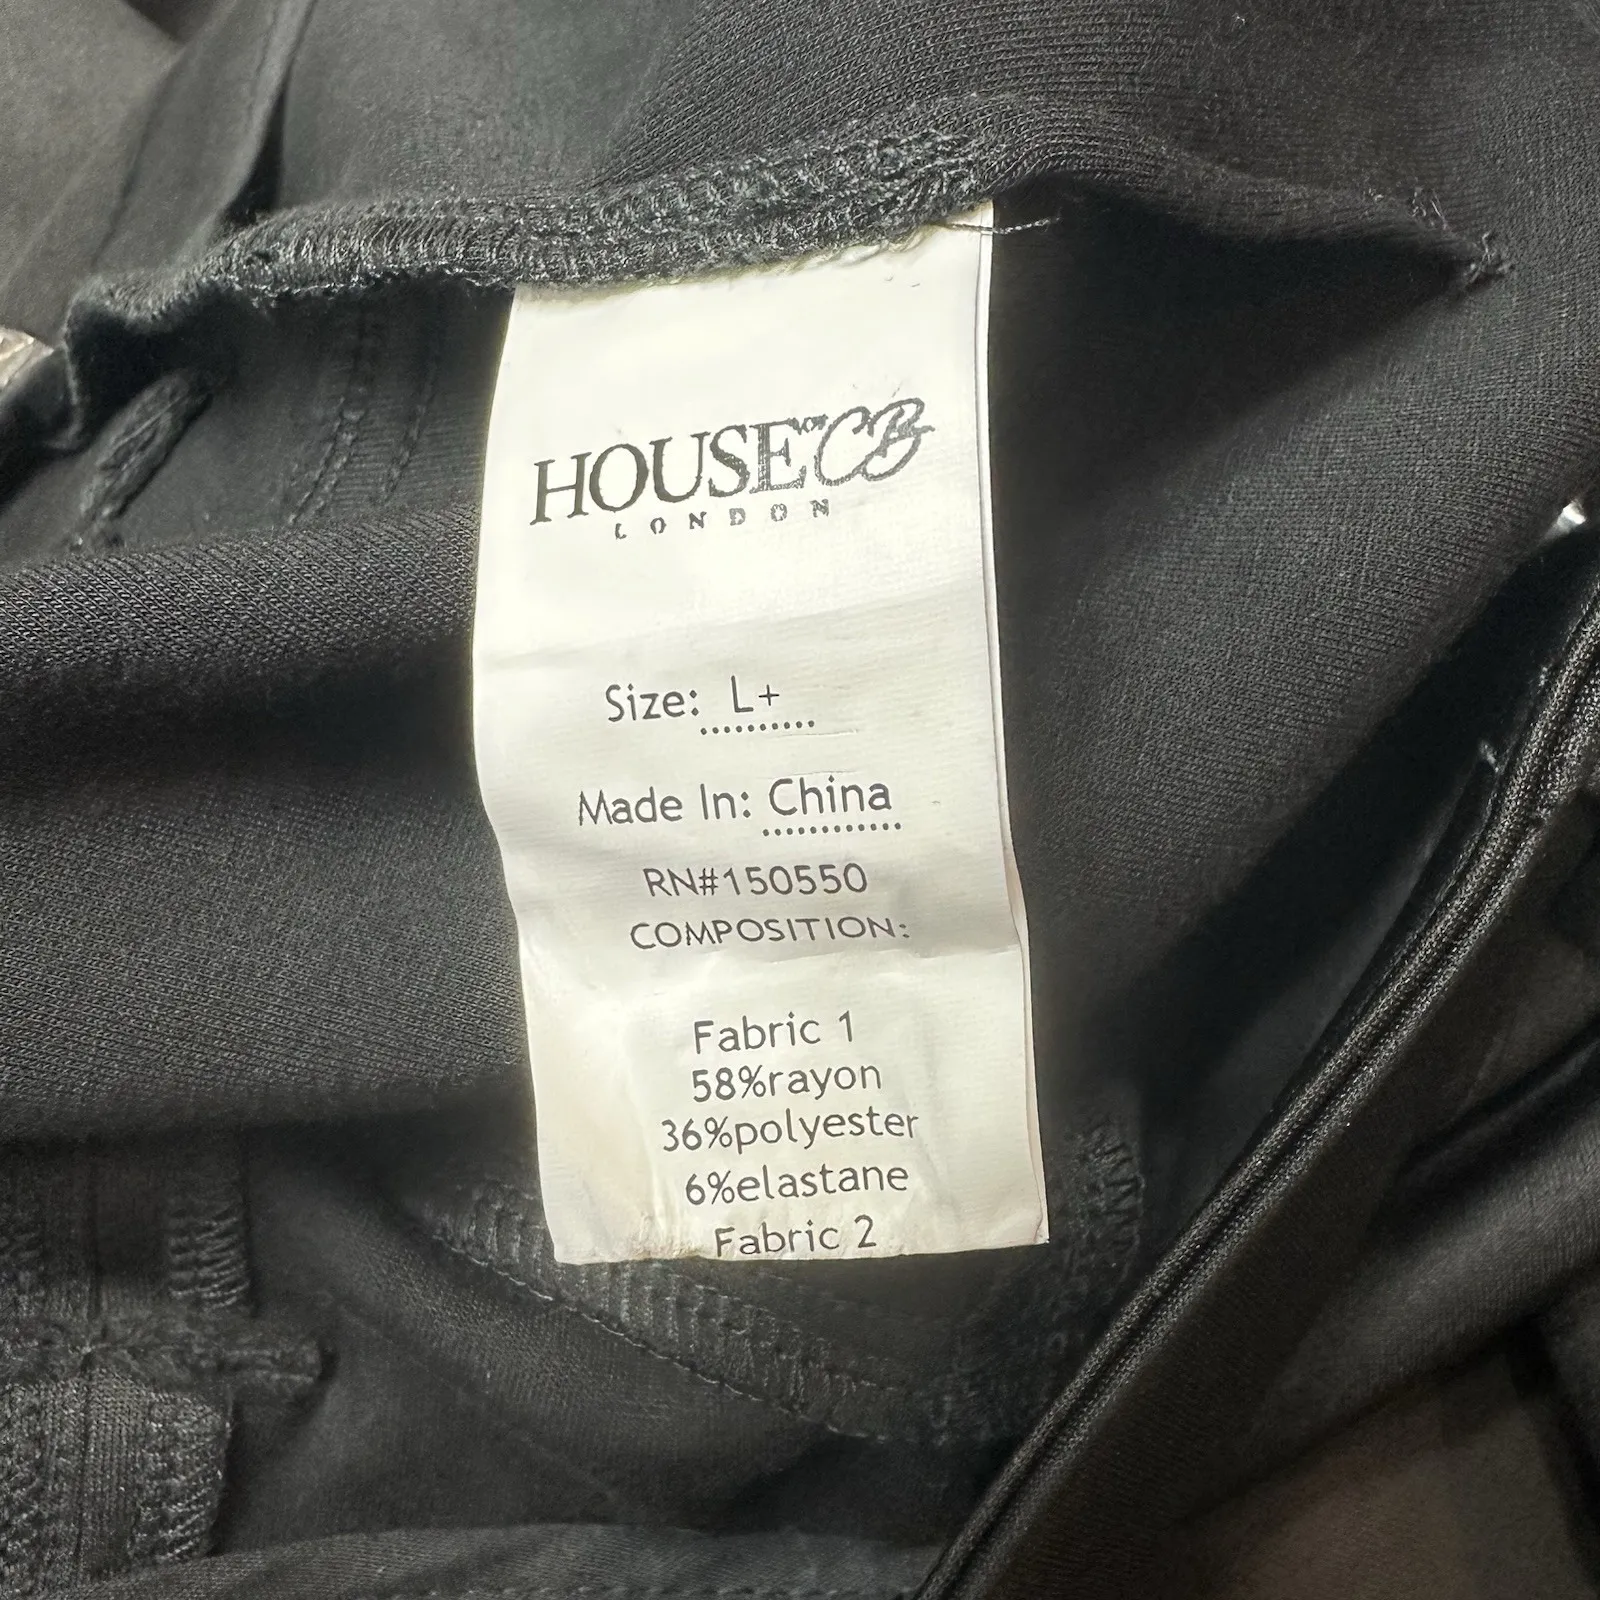 HOUSE OF CB
LONDON
Size: L+
Made In: China
RN#150550
COMPOSITION:
Fabric 1
58%rayon
36%polyester
6%elastane
Fabric 2